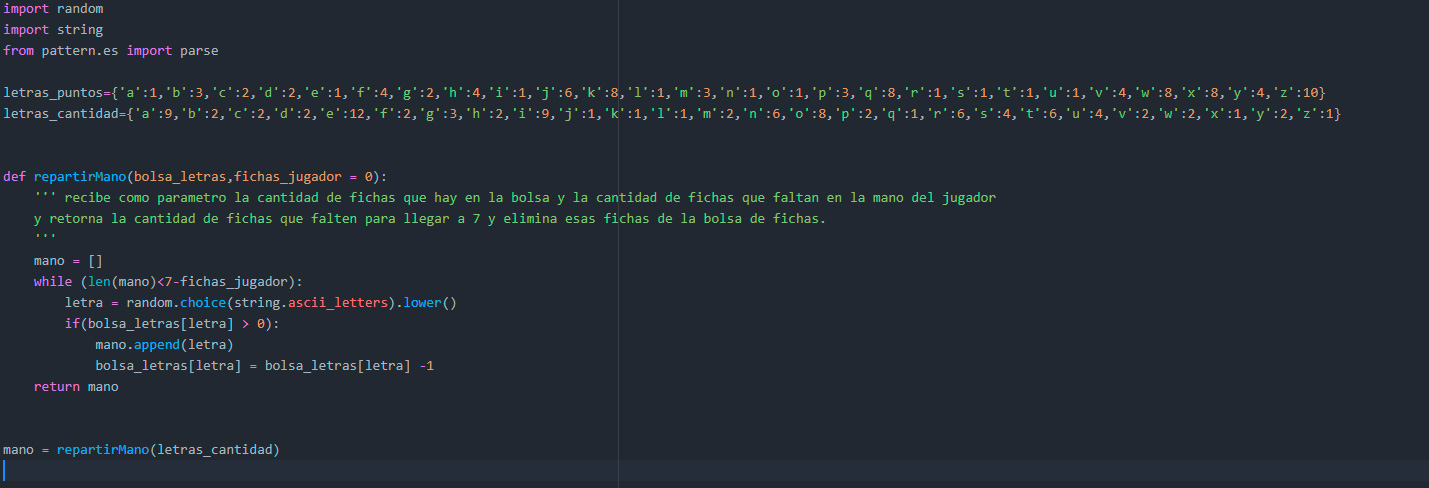 import random
import string
from pattern.es import parse
letras_puntos={'a':1,'b':3,'c':2,'d':2,'e':1,'f':4,'g':2,'h':4,'i':1,'j':6,'k':8,'l':1,'m':3,'n':1,'o':1,'p':3,'q':8,'r':1,'s':1,'t':1,'u':1,'v':4,'w':8,'x':8,'y':4,'z':10}
letras_cantidad={'a':9,'b':2,'c':2,'d':2,'e':12,'f':2,'g':3,'h':2,'i':9,'j':1,'k':1,'l':1,'m':2,'n':6,'o':8,'p':2,'q':1,'r':6,'s':4,'t':6,'u':4,'v':2,'w':2,'x':1,'y':2,'z':1}
def repartirMano(bolsa_letras,fichas_jugador = 0):
    ''' recibe como parametro la cantidad de fichas que hay en la bolsa y la cantidad de fichas que faltan en la mano del jugador
    y retorna la cantidad de fichas que falten para llegar a 7 y elimina esas fichas de la bolsa de fichas.
    '''
    mano = []
    while (len(mano)<7-fichas_jugador):
        letra = random.choice(string.ascii_letters).lower()
        if(bolsa_letras[letra] > 0):
            mano.append(letra)
            bolsa_letras[letra] = bolsa_letras[letra] -1
    return mano
mano = repartirMano(letras_cantidad)